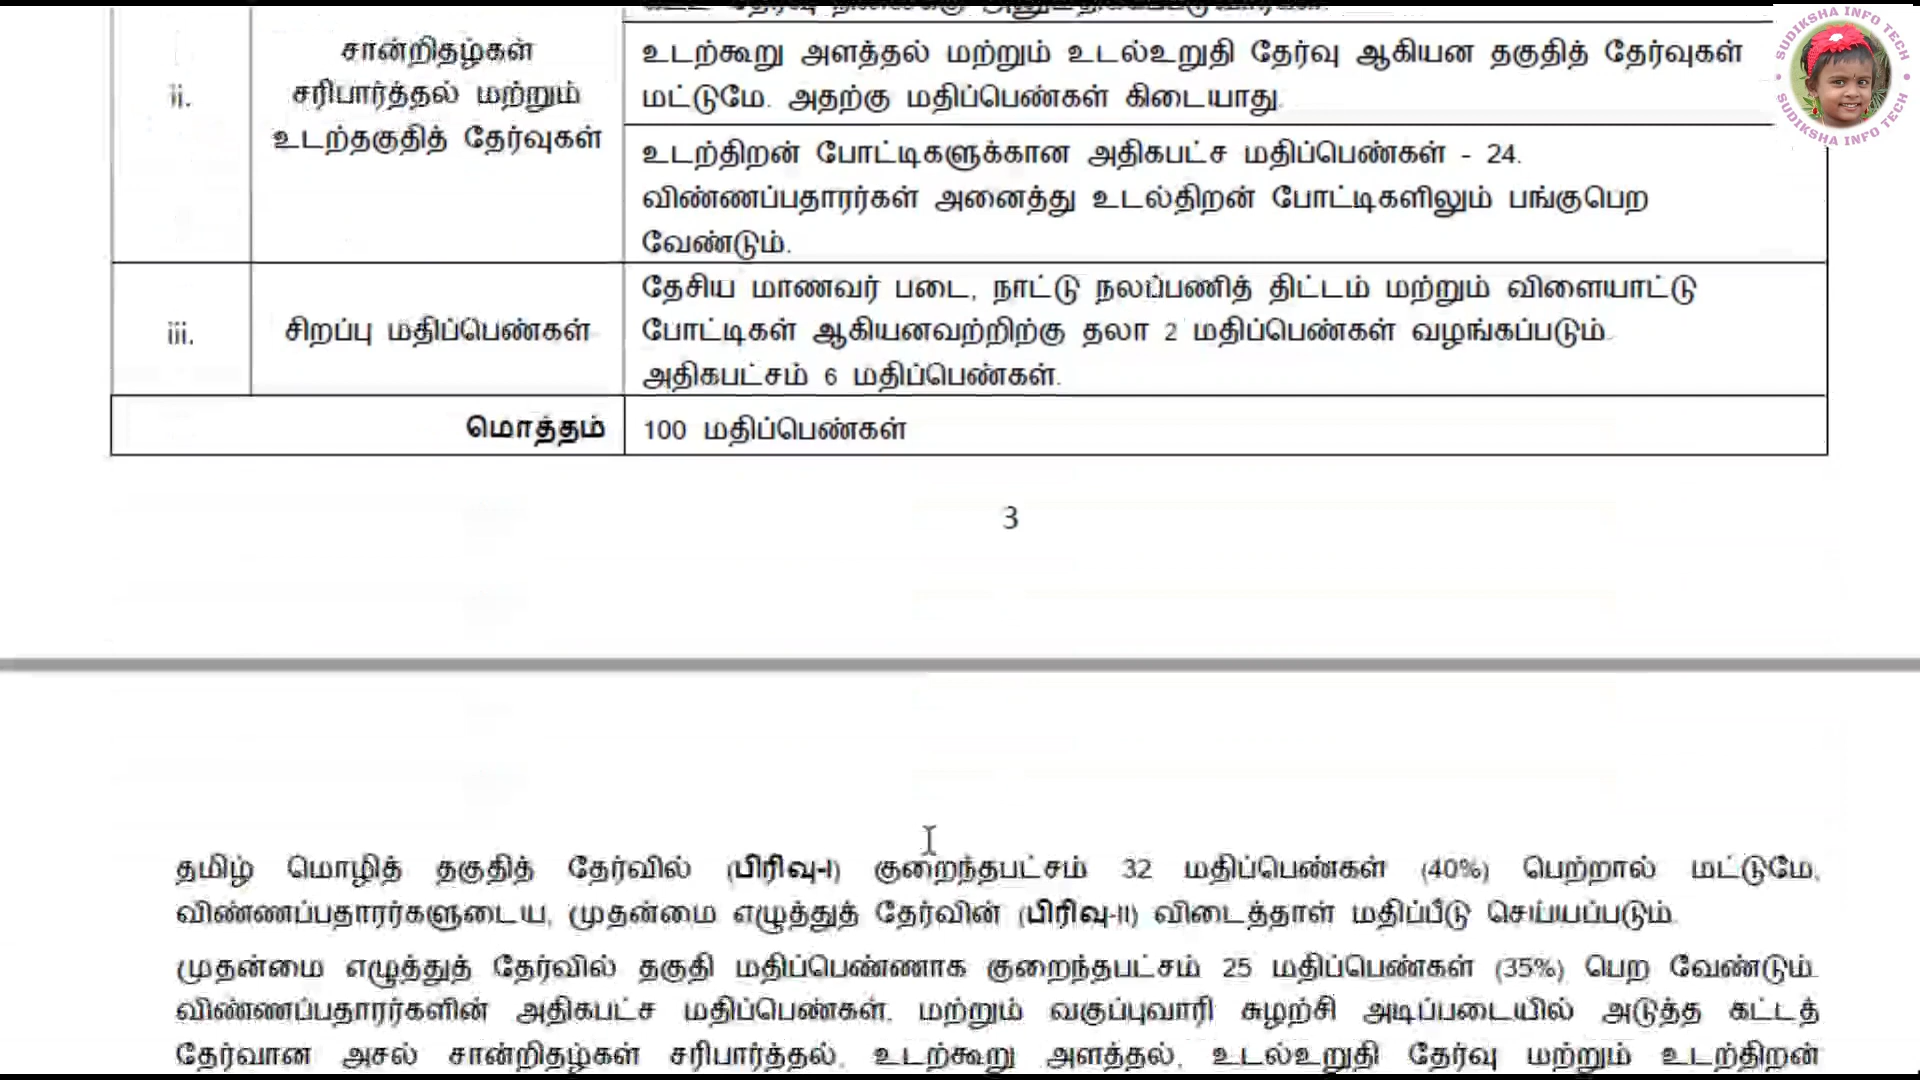 ii.
சான்றிதழ்கள்
சரிபார்த்தல் மற்றும்
உடற்தகுதித் தேர்வுகள்
உடற்கூறு அளத்தல் மற்றும் உடல்உறுதி தேர்வு ஆகியன தகுதித் தேர்வுகள்
மட்டுமே. அதற்கு மதிப்பெண்கள் கிடையாது.
உடற்திறன் போட்டிகளுக்கான அதிகபட்ச மதிப்பெண்கள் - 24.
விண்ணப்பதாரர்கள் அனைத்து உடல்திறன் போட்டிகளிலும் பங்குபெற
வேண்டும்.
iii.
சிறப்பு மதிப்பெண்கள்
தேசிய மாணவர் படை, நாட்டு நலப்பணித் திட்டம் மற்றும் விளையாட்டு
போட்டிகள் ஆகியனவற்றிற்கு தலா 2 மதிப்பெண்கள் வழங்கப்படும்.
அதிகபட்சம் 6 மதிப்பெண்கள்.
மொத்தம்
100 மதிப்பெண்கள்
3
தமிழ் மொழித் தகுதித் தேர்வில் (பிரிவு-I) குறைந்தபட்சம் 32 மதிப்பெண்கள் (40%) பெற்றால் மட்டுமே,
விண்ணப்பதாரர்களுடைய, முதன்மை எழுத்துத் தேர்வின் (பிரிவு-II) விடைத்தாள் மதிப்பீடு செய்யப்படும்.
முதன்மை எழுத்துத் தேர்வில் தகுதி மதிப்பெண்ணாக குறைந்தபட்சம் 25 மதிப்பெண்கள் (35%) பெற வேண்டும்.
விண்ணப்பதாரர்களின் அதிகபட்ச மதிப்பெண்கள், மற்றும் வகுப்புவாரி சுழற்சி அடிப்படையில் அடுத்த கட்டத்
தேர்வான அசல் சான்றிதழ்கள் சரிபார்த்தல், உடற்கூறு அளத்தல், உடல்உறுதி தேர்வு மற்றும் உடற்திறன்
SUDIKSHA INFO TECH
SUDIKSHA INFO TECH